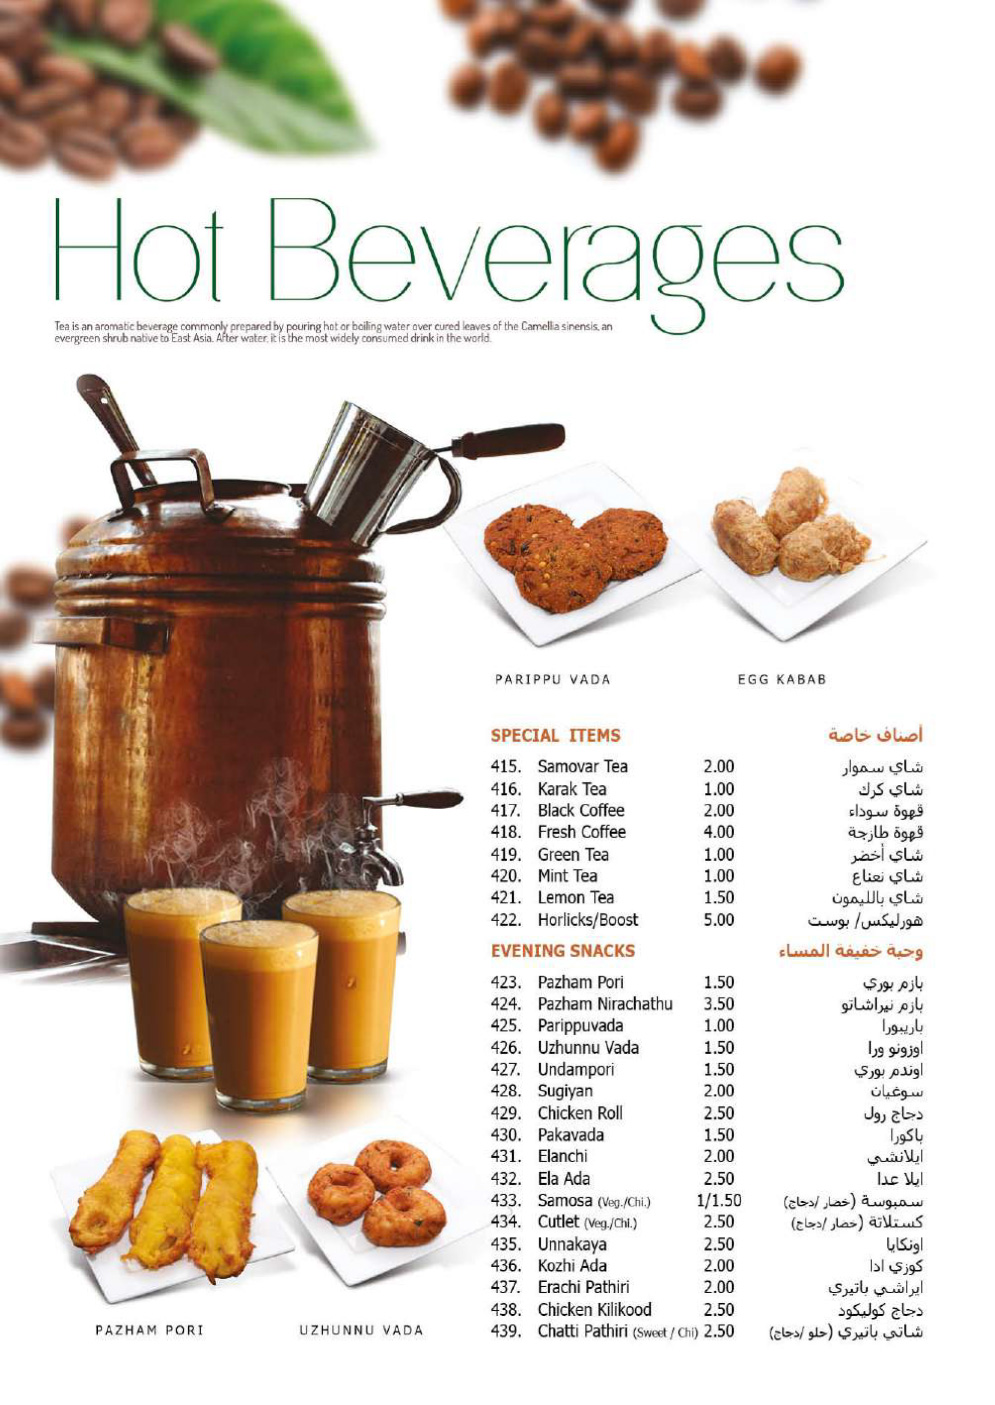 Hot Beverages
Tea is an aromatic beverage commonly prepared by pouring hot or boiling water over cured leaves of the Camellia sinensis, an
evergreen shrub native to East Asia. After water, it is the most widely consumed drink in the world.
PARIPPU VADA EGG KABAB
SPECIAL ITEMS أصناف خاصة
415. Samovar Tea 2.00 شاي سموار
416. Karak Tea 1.00 شاي كرك
417. Black Coffee 2.00 قهوة سوداء
418. Fresh Coffee 4.00 قهوة طازجة
419. Green Tea 1.00 شاي أخضر
420. Mint Tea 1.00 شاي نعناع
421. Lemon Tea 1.50 شاي بالليمون
422. Horlicks/Boost 5.00 هورليكس/ بوست
EVENING SNACKS وجبة خفيفة المساء
423. Pazham Pori 1.50 بازم بوري
424. Pazham Nirachathu 3.50 بازم نيراشاتو
425. Parippuvada 1.00 باريبورا
426. Uzhunnu Vada 1.50 اوزونو ورا
427. Undampori 1.50 اوندم بوري
428. Sugiyan 2.00 سوغيان
429. Chicken Roll 2.50 دجاج رول
430. Pakavada 1.50 باكورا
431. Elanchi 2.00 ايلانشي
432. Ela Ada 2.50 ايلا عدا
433. Samosa (Veg./Chi.) 1/1.50 سمبوسة (خضار /دجاج)
434. Cutlet (Veg./Chi.) 2.50 كستلاتة (خضار /دجاج)
435. Unnakaya 2.50 اونكايا
436. Kozhi Ada 2.00 كوزي ادا
437. Erachi Pathiri 2.00 ايراشي باتيري
438. Chicken Kilikood 2.50 دجاج كوليكود
439. Chatti Pathiri (Sweet / Chi) 2.50 شاتي باتيري (حلو /دجاج)
PAZHAM PORI UZHUNNU VADA